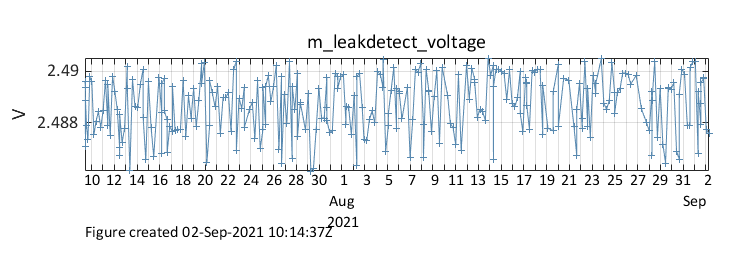 m_leakdetect_voltage
2.49
V
2.488
10 12 14 16 18 20 22 24 26 28 30 1 3 5 7 9 11 13 15 17 19 21 23 25 27 29 31 2
Aug Sep
2021
Figure created 02-Sep-2021 10:14:37Z